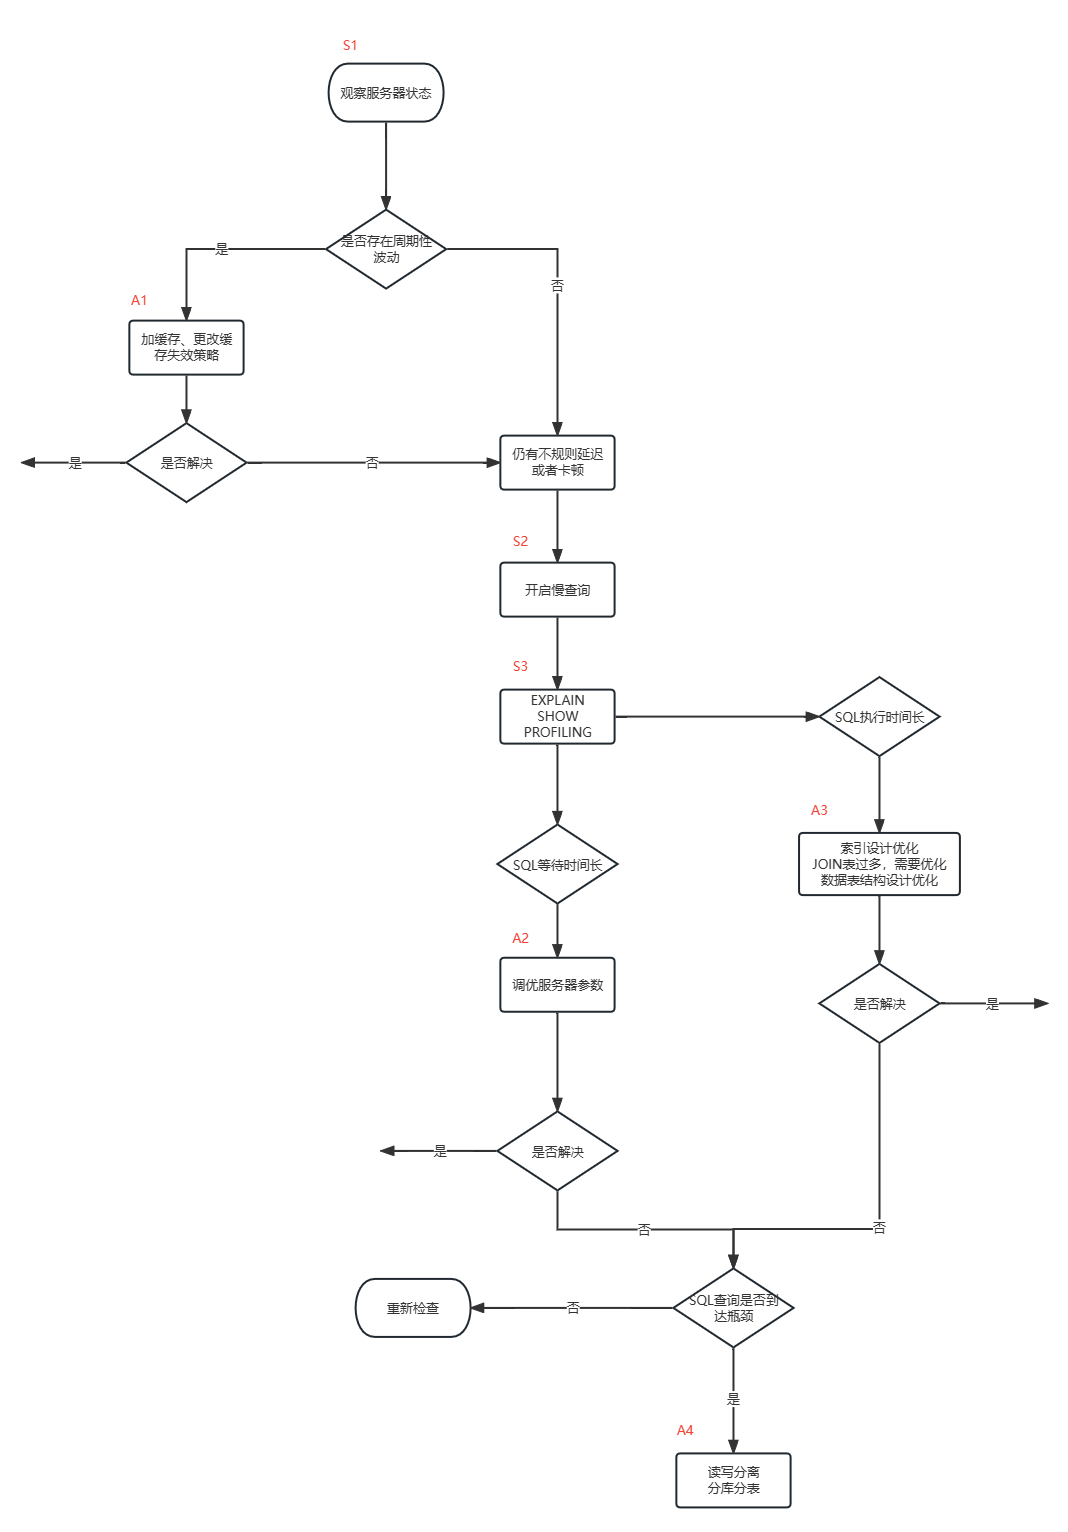 S1
观察服务器状态
是否存在周期性
波动
是
否
A1
加缓存、更改缓
存失效策略
是
是否解决
否
仍有不规则延迟
或者卡顿
S2
开启慢查询
S3
EXPLAIN
SHOW
PROFILING
SQL执行时间长
A3
索引设计优化
JOIN表过多，需要优化
数据表结构设计优化
SQL等待时间长
A2
调优服务器参数
是否解决
是
是
是否解决
否
否
SQL查询是否到
达瓶颈
否
重新检查
是
A4
读写分离
分库分表